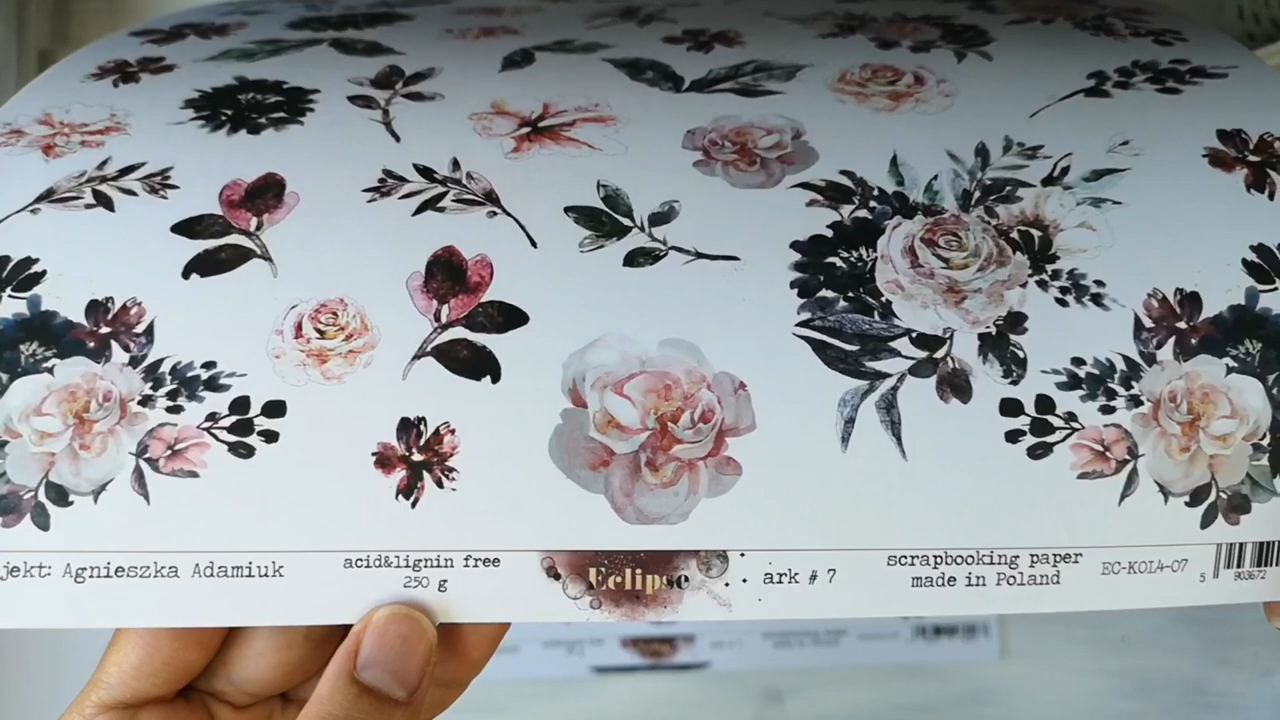 jekt: Agnieszka Adamiuk
acid&lignin free
250 g
Eclipse
ark # 7
scrapbooking paper
made in Poland
EC-KOL4-07
5 903672